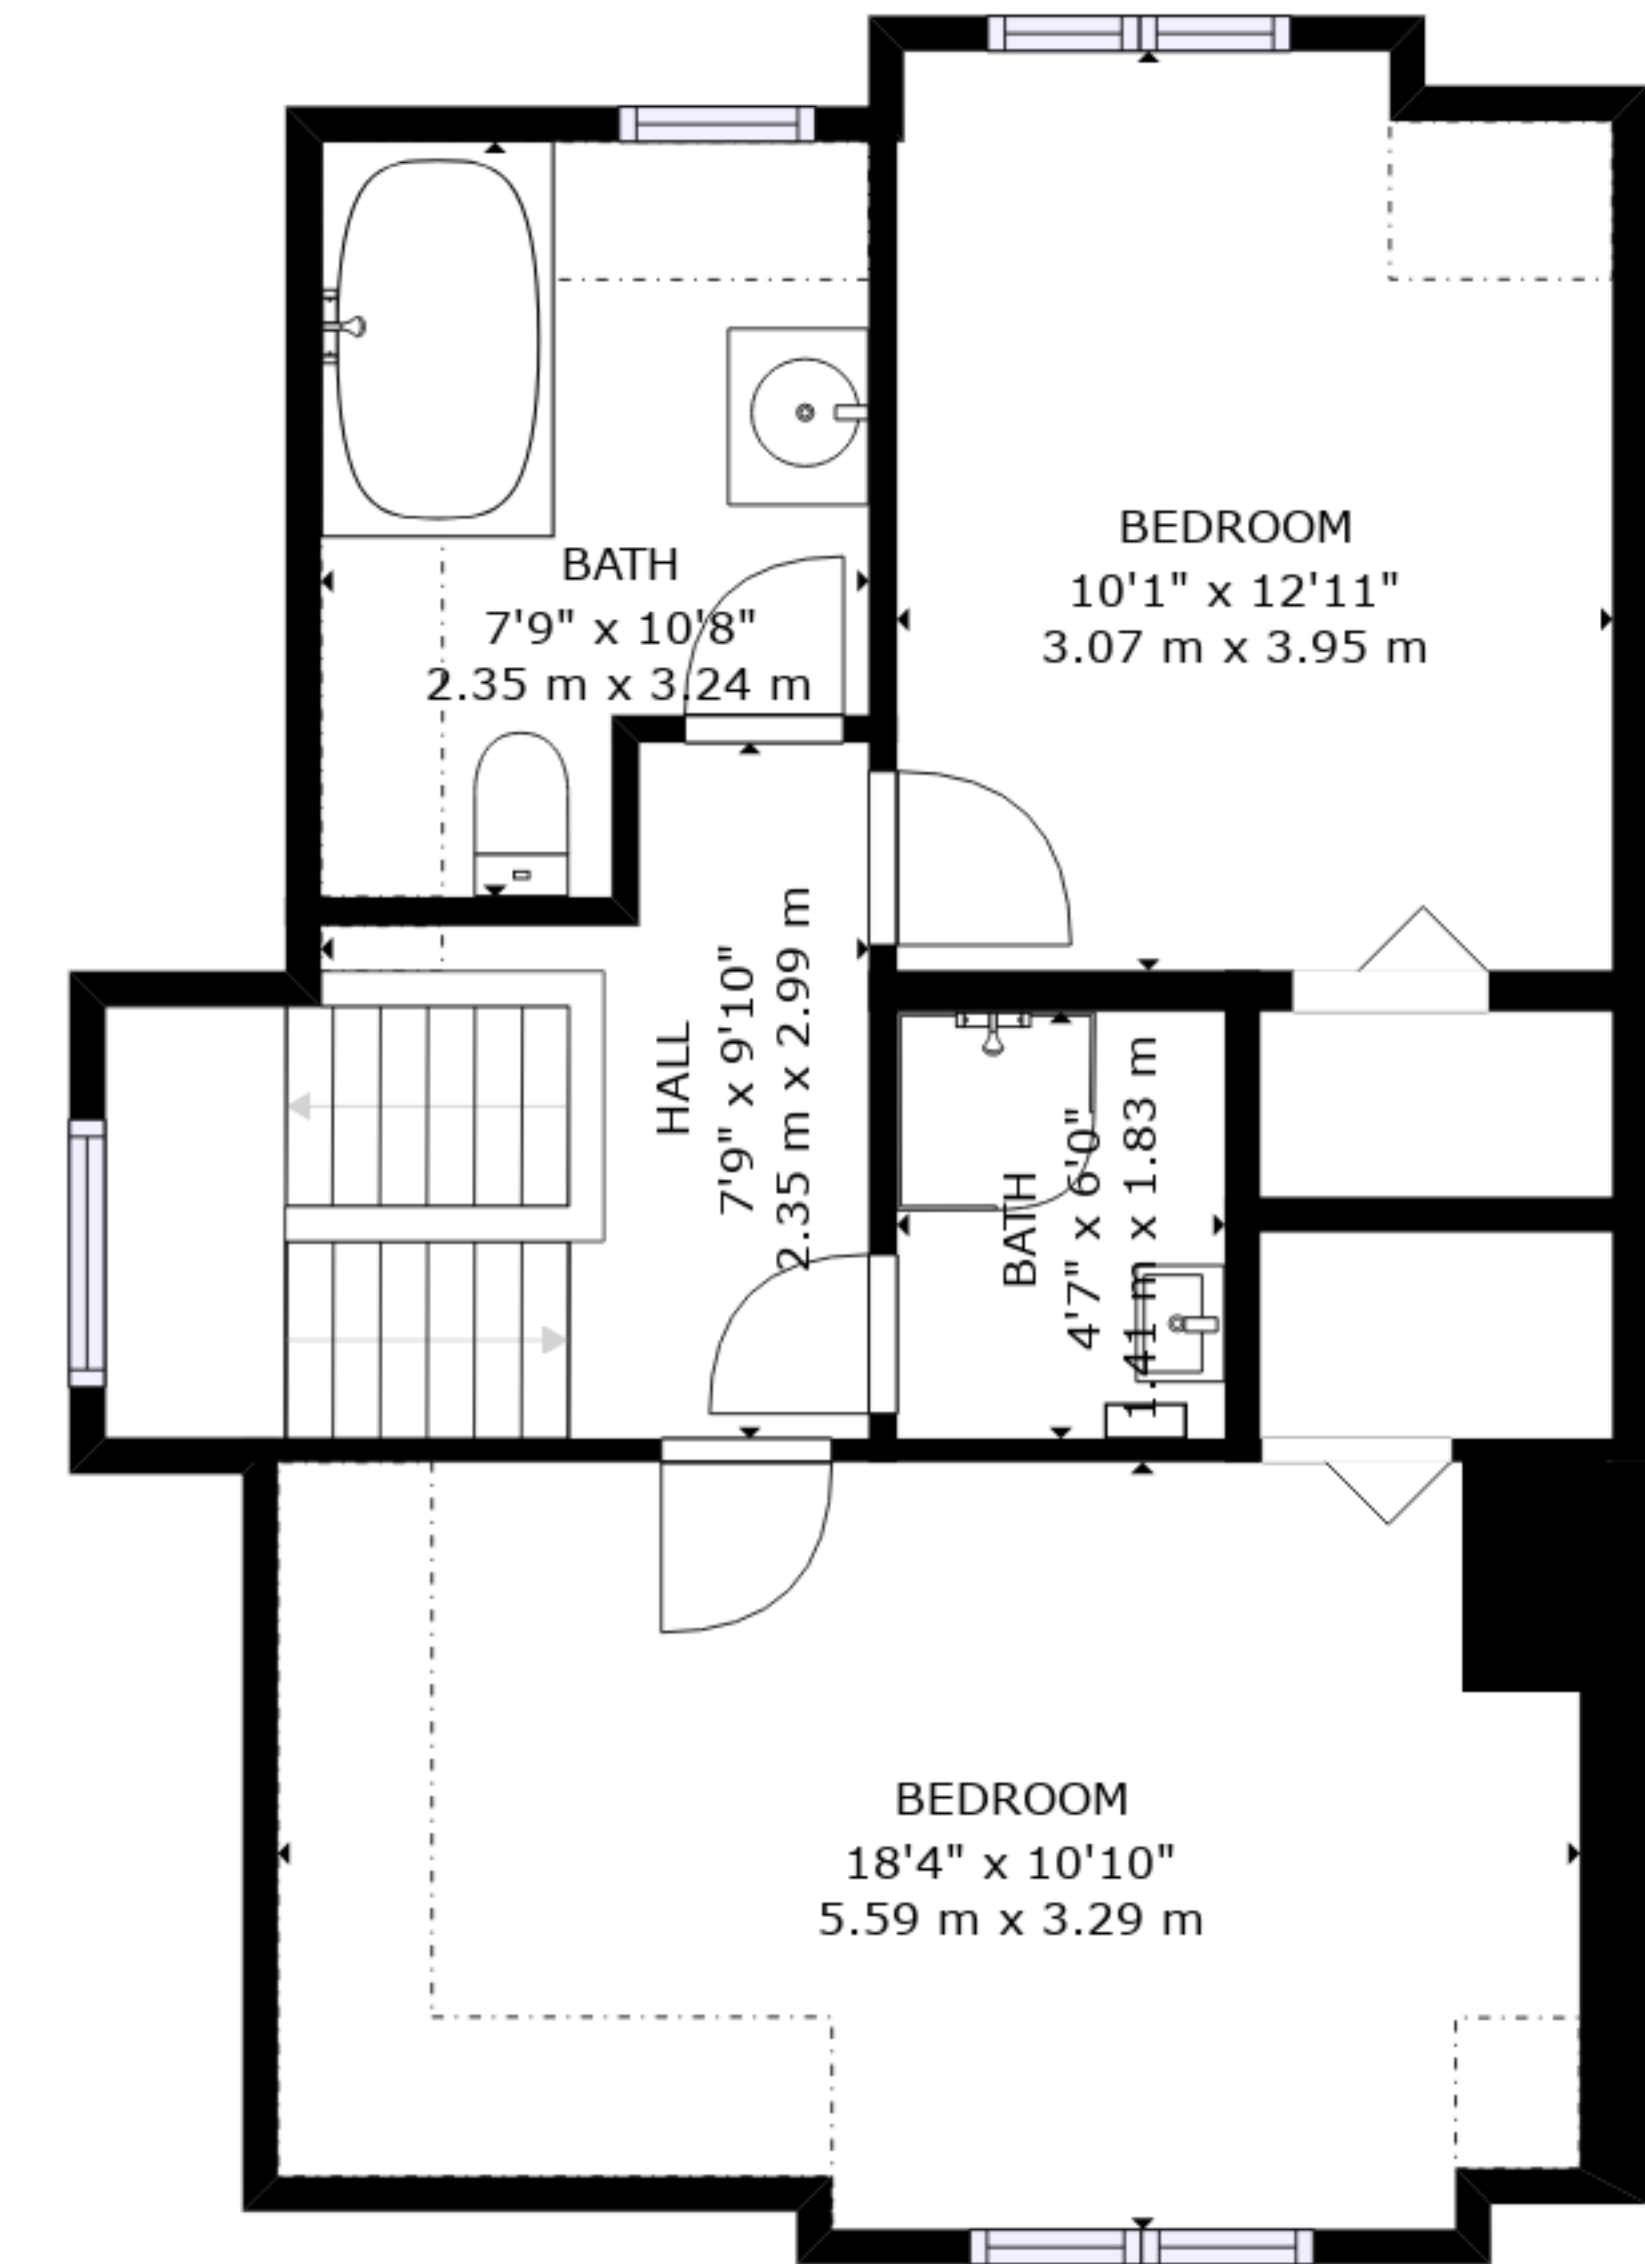 BEDROOM
10'1" x 12'11"
3.07 m x 3.95 m
BATH
7'9" x 10'8"
2.35 m x 3.24 m
HALL
7'9" x 9'10"
2.35 m x 2.99 m
BATH
4'7" x 6'0"
1.41 m x 1.83 m
BEDROOM
18'4" x 10'10"
5.59 m x 3.29 m